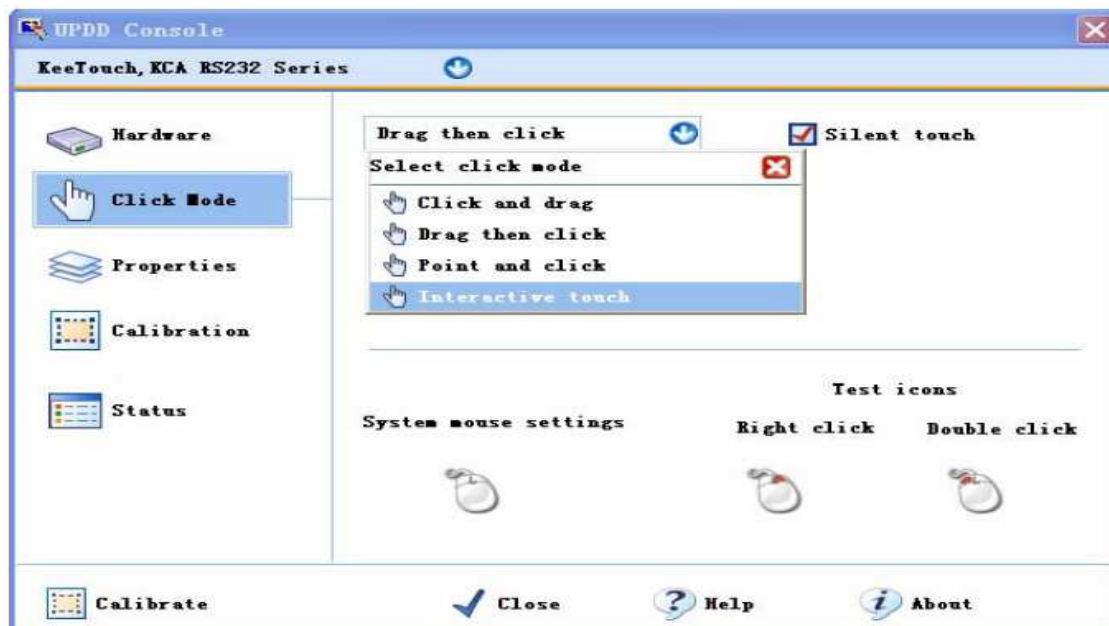 UPDD Console
KeeTouch, KCA RS232 Series
Hardware
Click Mode
Properties
Calibration
Status
Drag then click
Silent touch
Select click mode
Click and drag
Drag then click
Point and click
Interactive touch
System mouse settings
Test icons
Right click
Double click
Calibrate
Close
Help
About